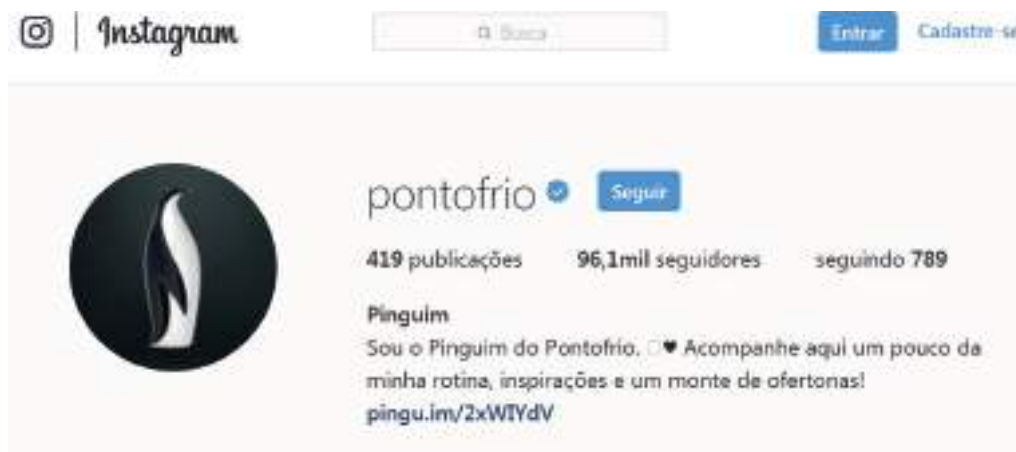 Instagram
Busca
Entrar
Cadastre-se
pontofrio
Seguir
419 publicações 96,1mil seguidores seguindo 789
Pinguim
Sou o Pinguim do Pontofrio. □♥ Acompanhe aqui um pouco da
minha rotina, inspirações e um monte de ofertonas!
pingu.im/2xWIYdV